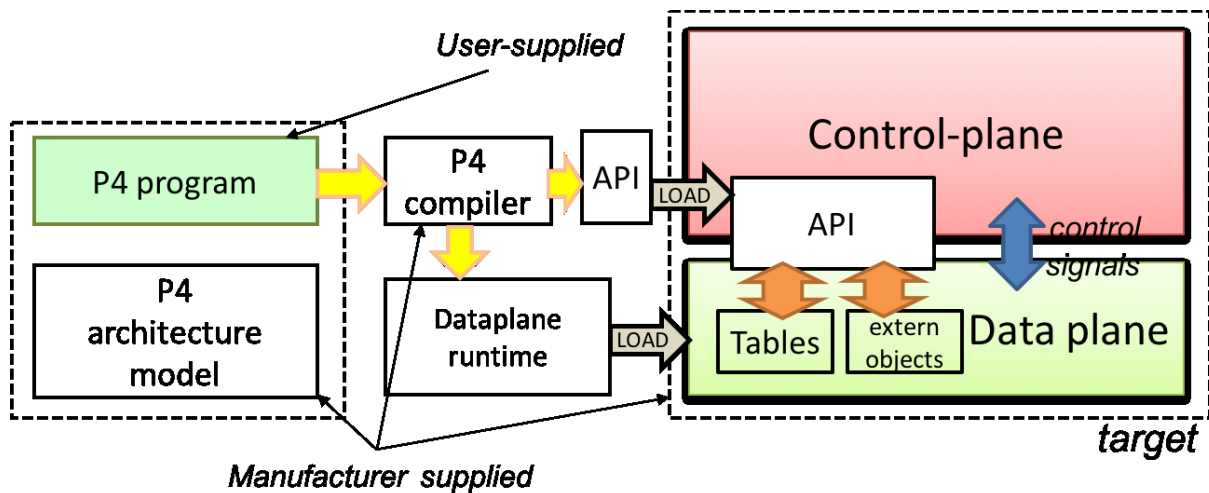 User-supplied
P4 program
P4
compiler
API
LOAD
Control-plane
API
control
signals
P4
architecture
model
Dataplane
runtime
LOAD
Tables
extern
objects
Data plane
target
Manufacturer supplied